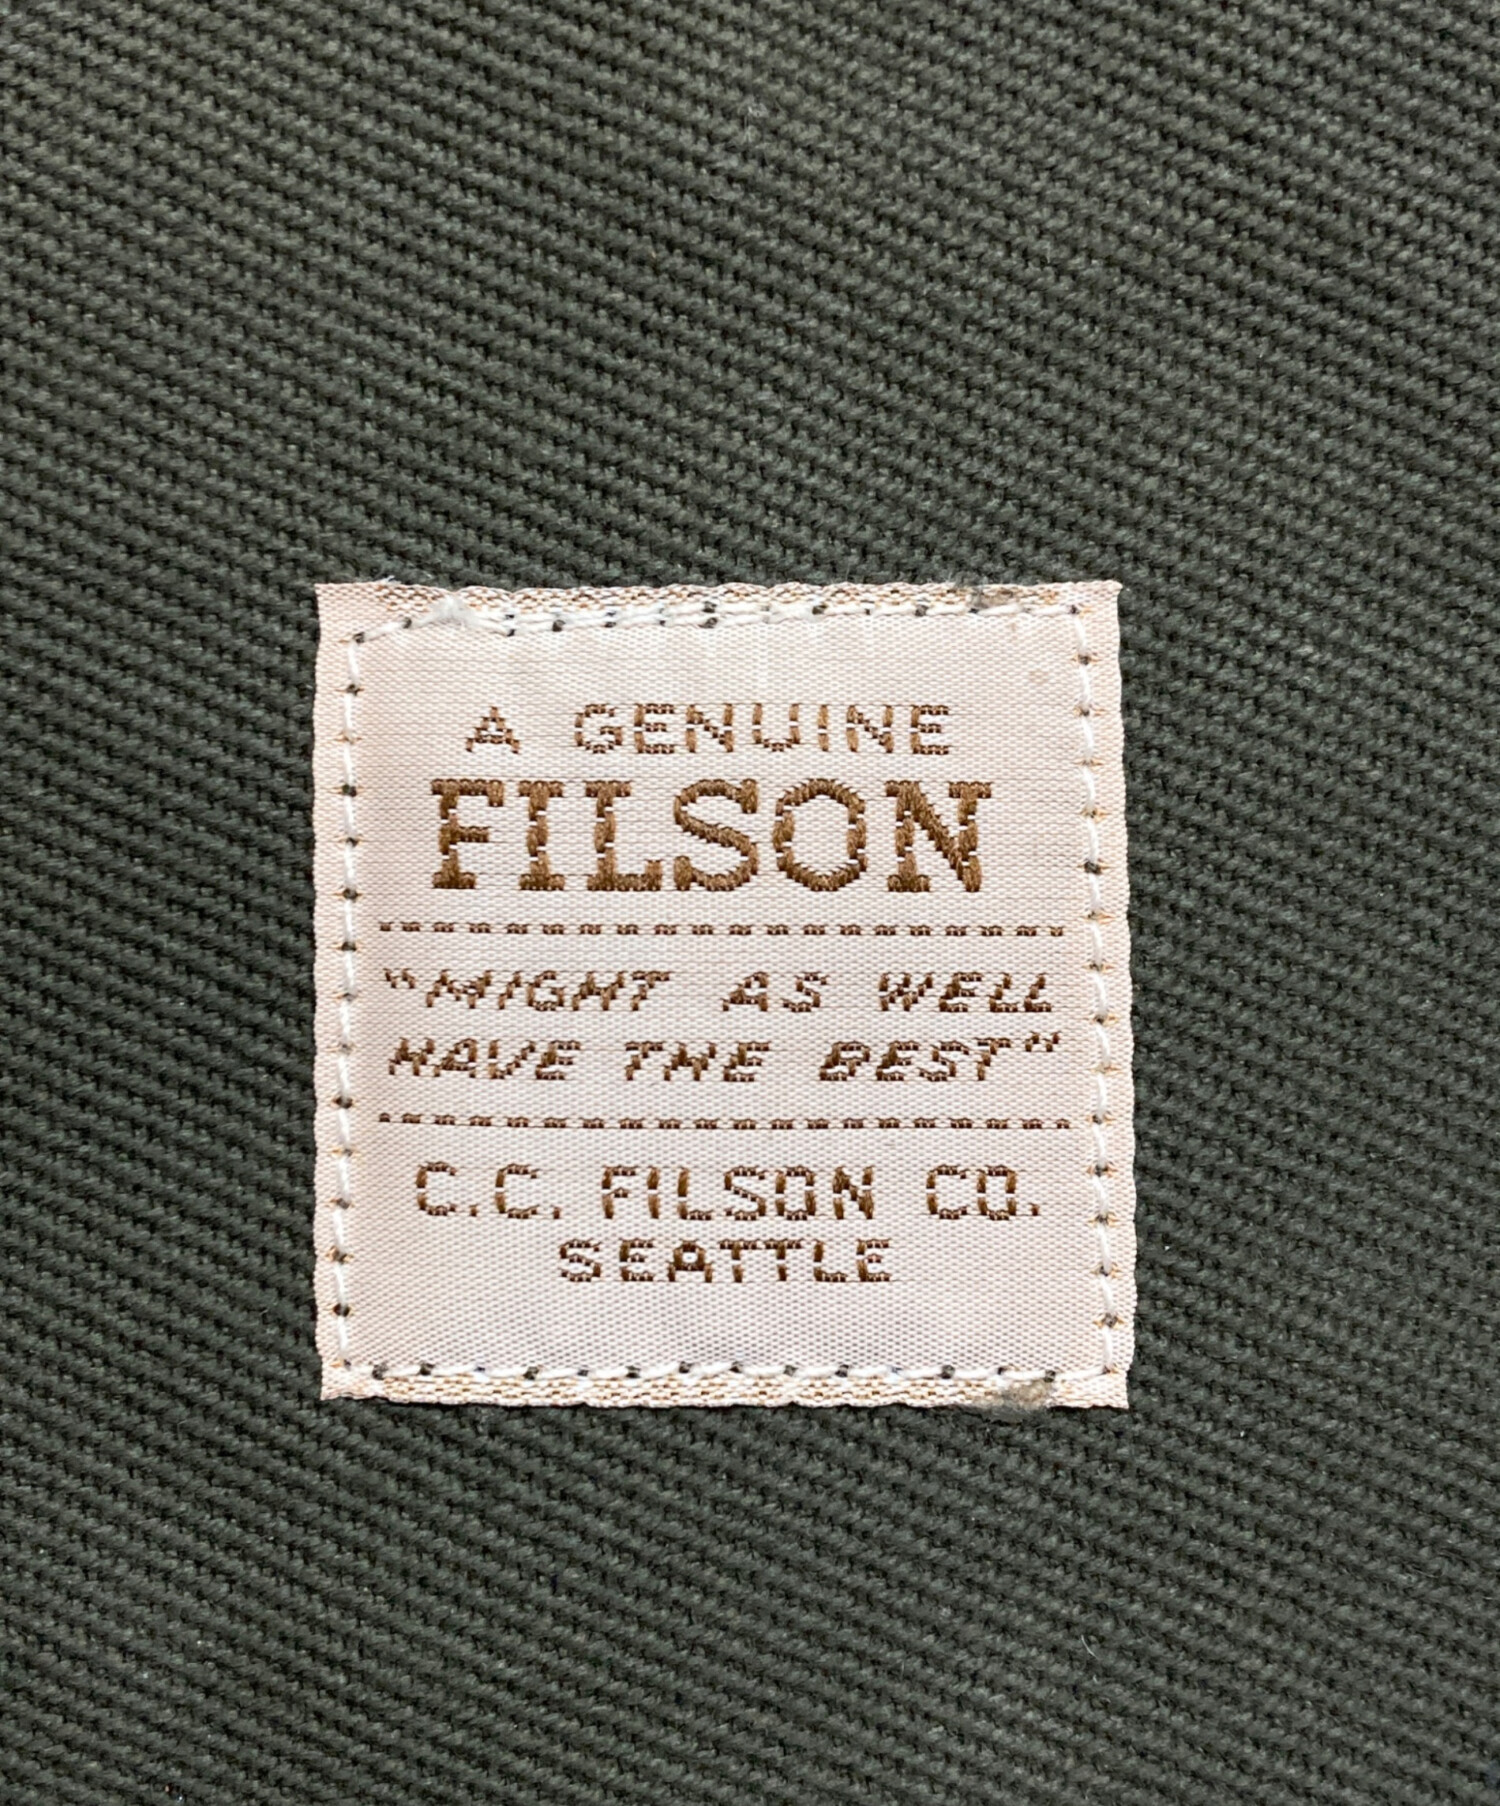 A GENUINE
FILSON
"MIGHT AS WELL
HAVE THE BEST"
C.C. FILSON CO.
SEATTLE